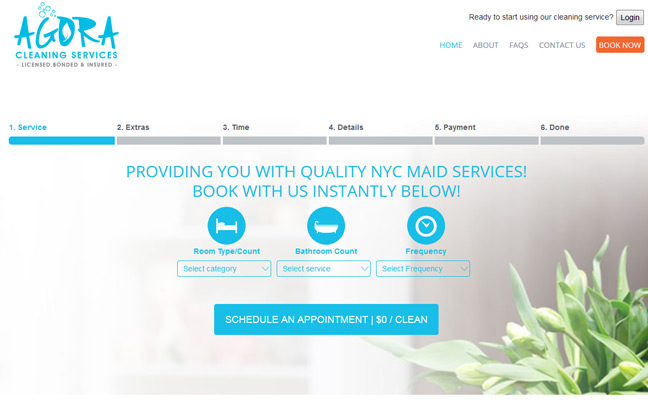 AGORA
CLEANING SERVICES
- LICENSED, BONDED & INSURED -
Ready to start using our cleaning service? Login
HOME ABOUT FAQS CONTACT US BOOK NOW
1. Service 2. Extras 3. Time 4. Details 5. Payment 6. Done
PROVIDING YOU WITH QUALITY NYC MAID SERVICES!
BOOK WITH US INSTANTLY BELOW!
Room Type/Count Bathroom Count Frequency
Select category Select service Select Frequency
SCHEDULE AN APPOINTMENT | $0 / CLEAN